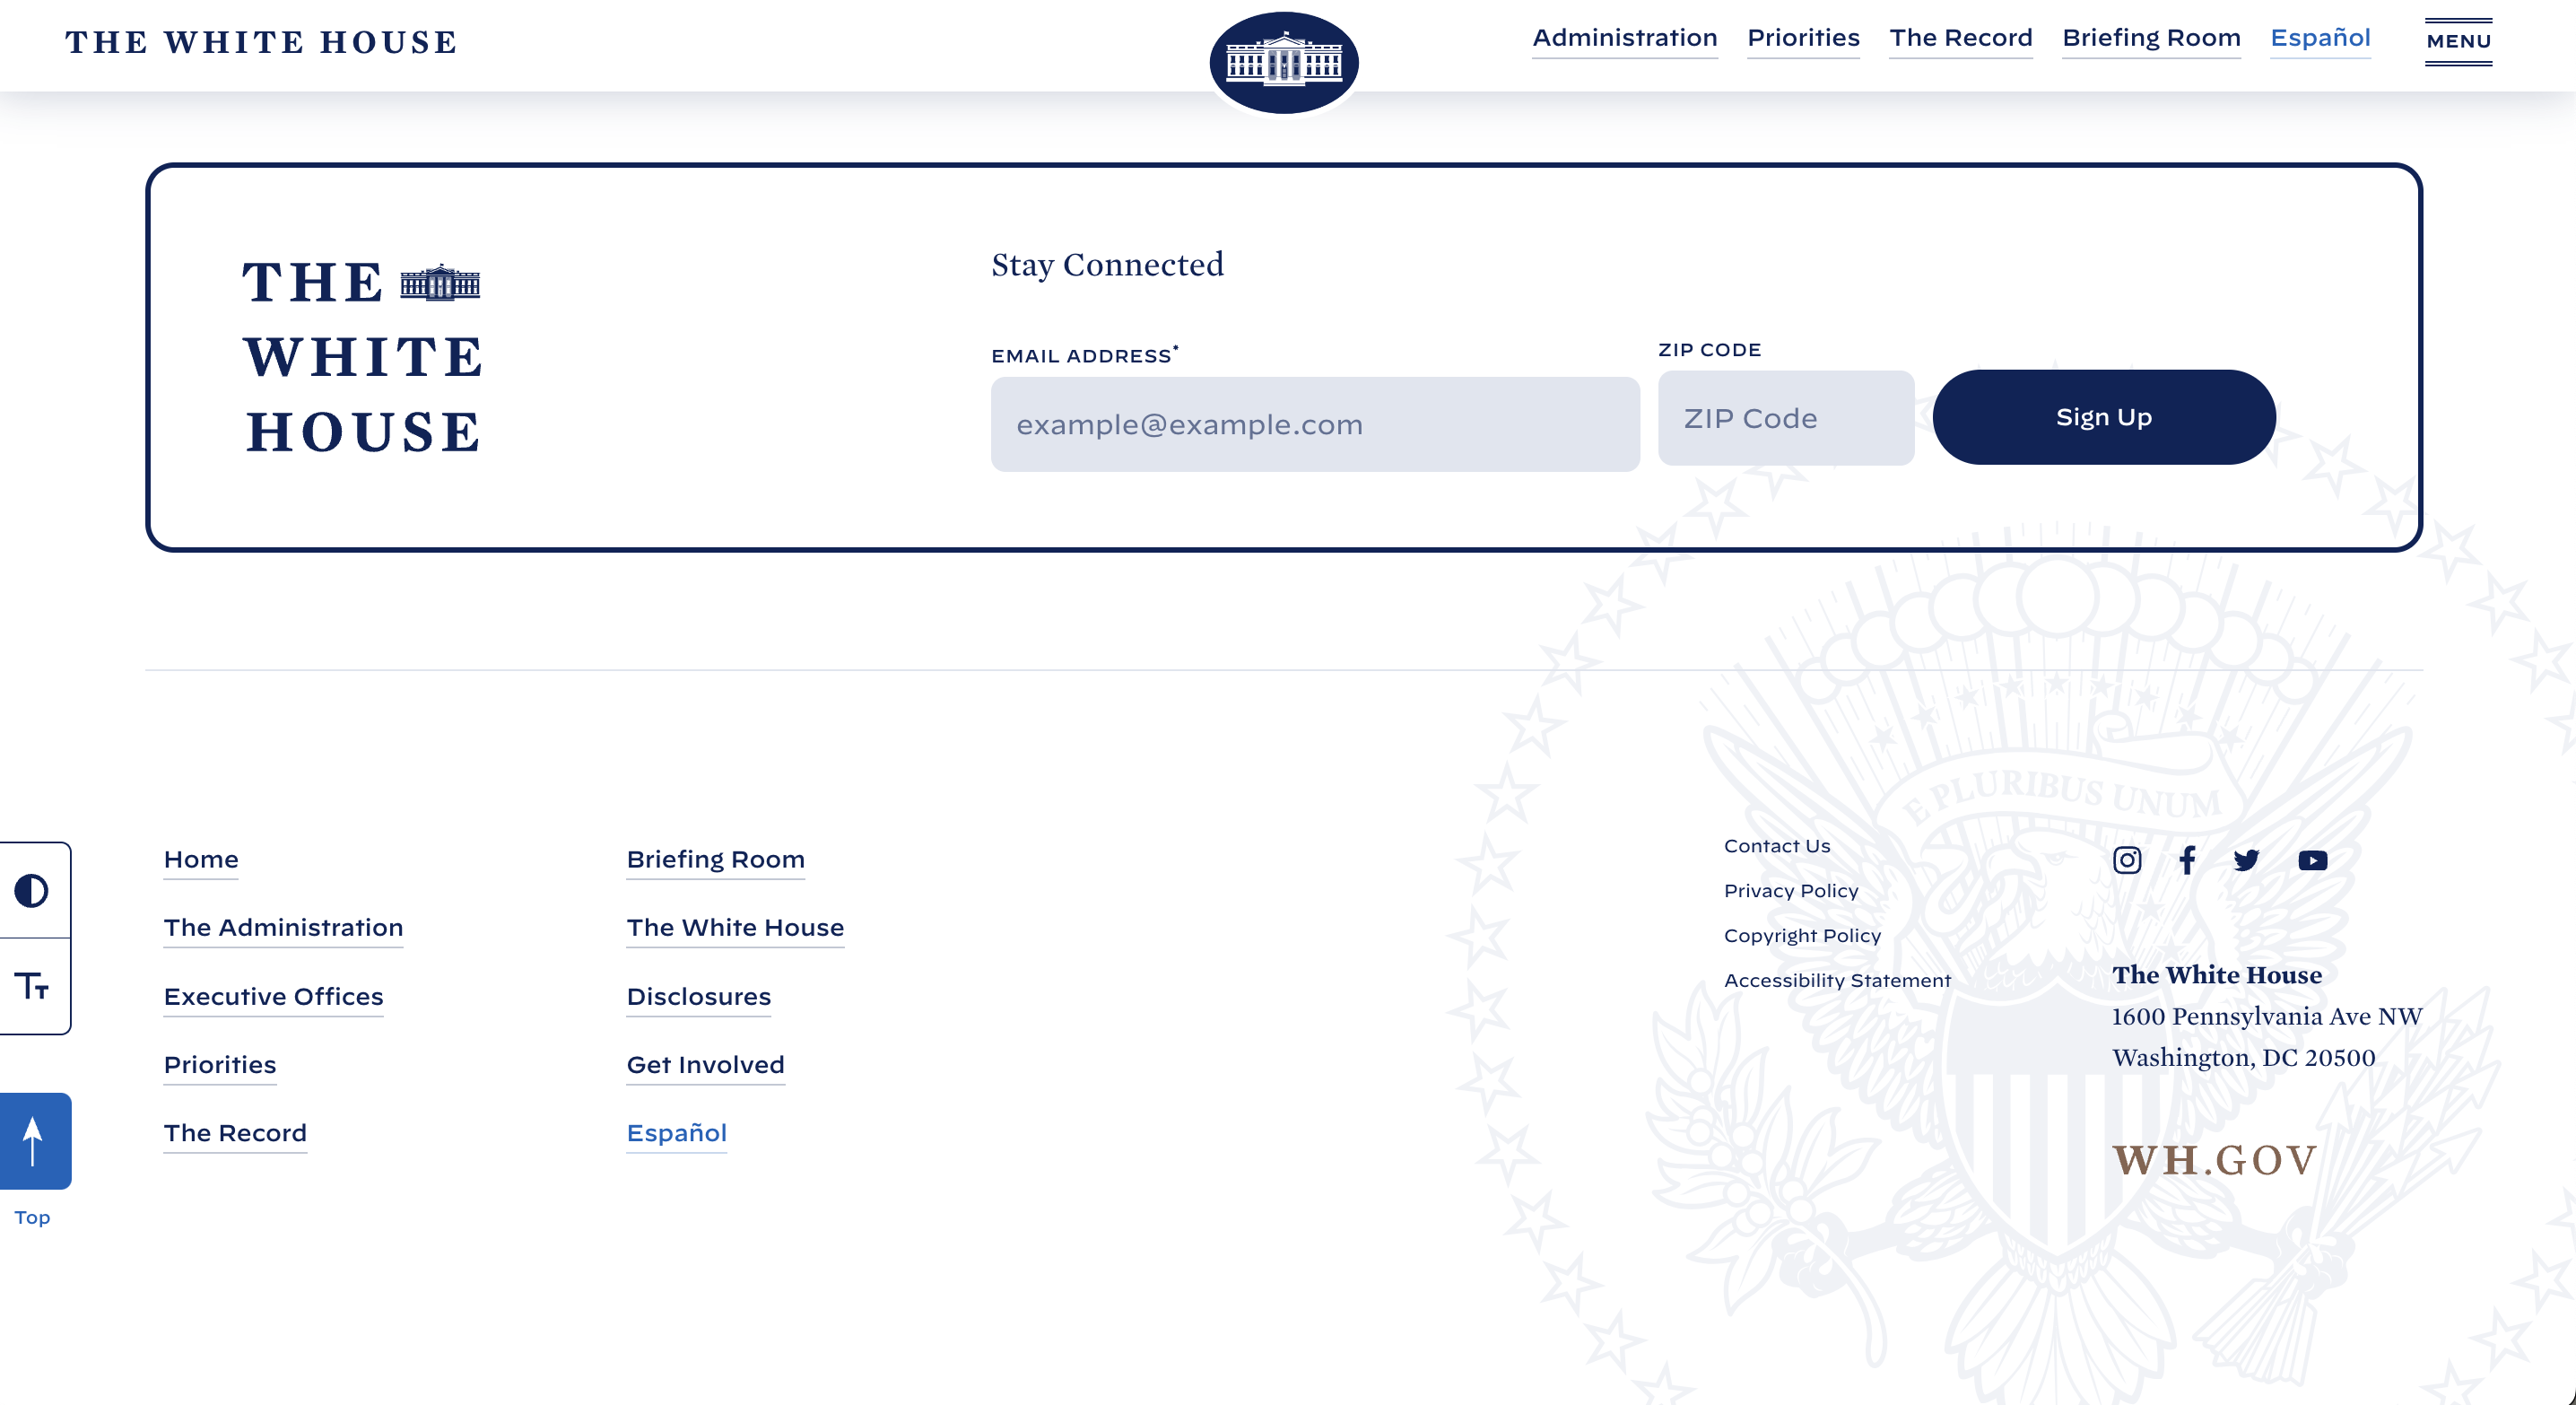 THE WHITE HOUSE
Administration Priorities The Record Briefing Room Español MENU
THE
WHITE
HOUSE
Stay Connected
EMAIL ADDRESS*
example@example.com
ZIP CODE
ZIP Code
Sign Up
E PLURIBUS UNUM
Home
The Administration
Executive Offices
Priorities
The Record
Briefing Room
The White House
Disclosures
Get Involved
Español
Contact Us
Privacy Policy
Copyright Policy
Accessibility Statement
The White House
1600 Pennsylvania Ave NW
Washington, DC 20500
WH.GOV
Tт
Top